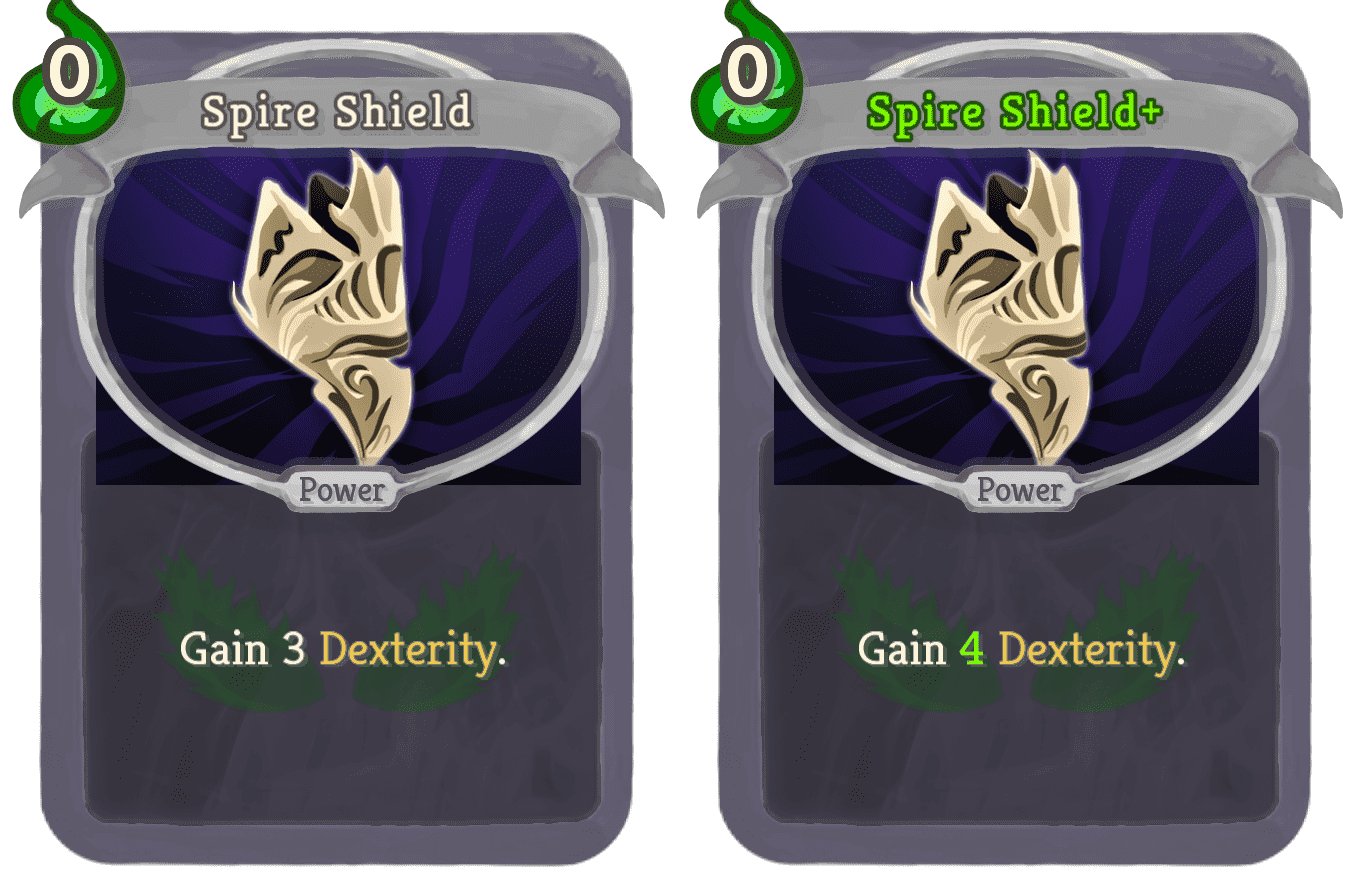 0
Spire Shield
Power
Gain 3 Dexterity.
0
Spire Shield+
Power
Gain 4 Dexterity.